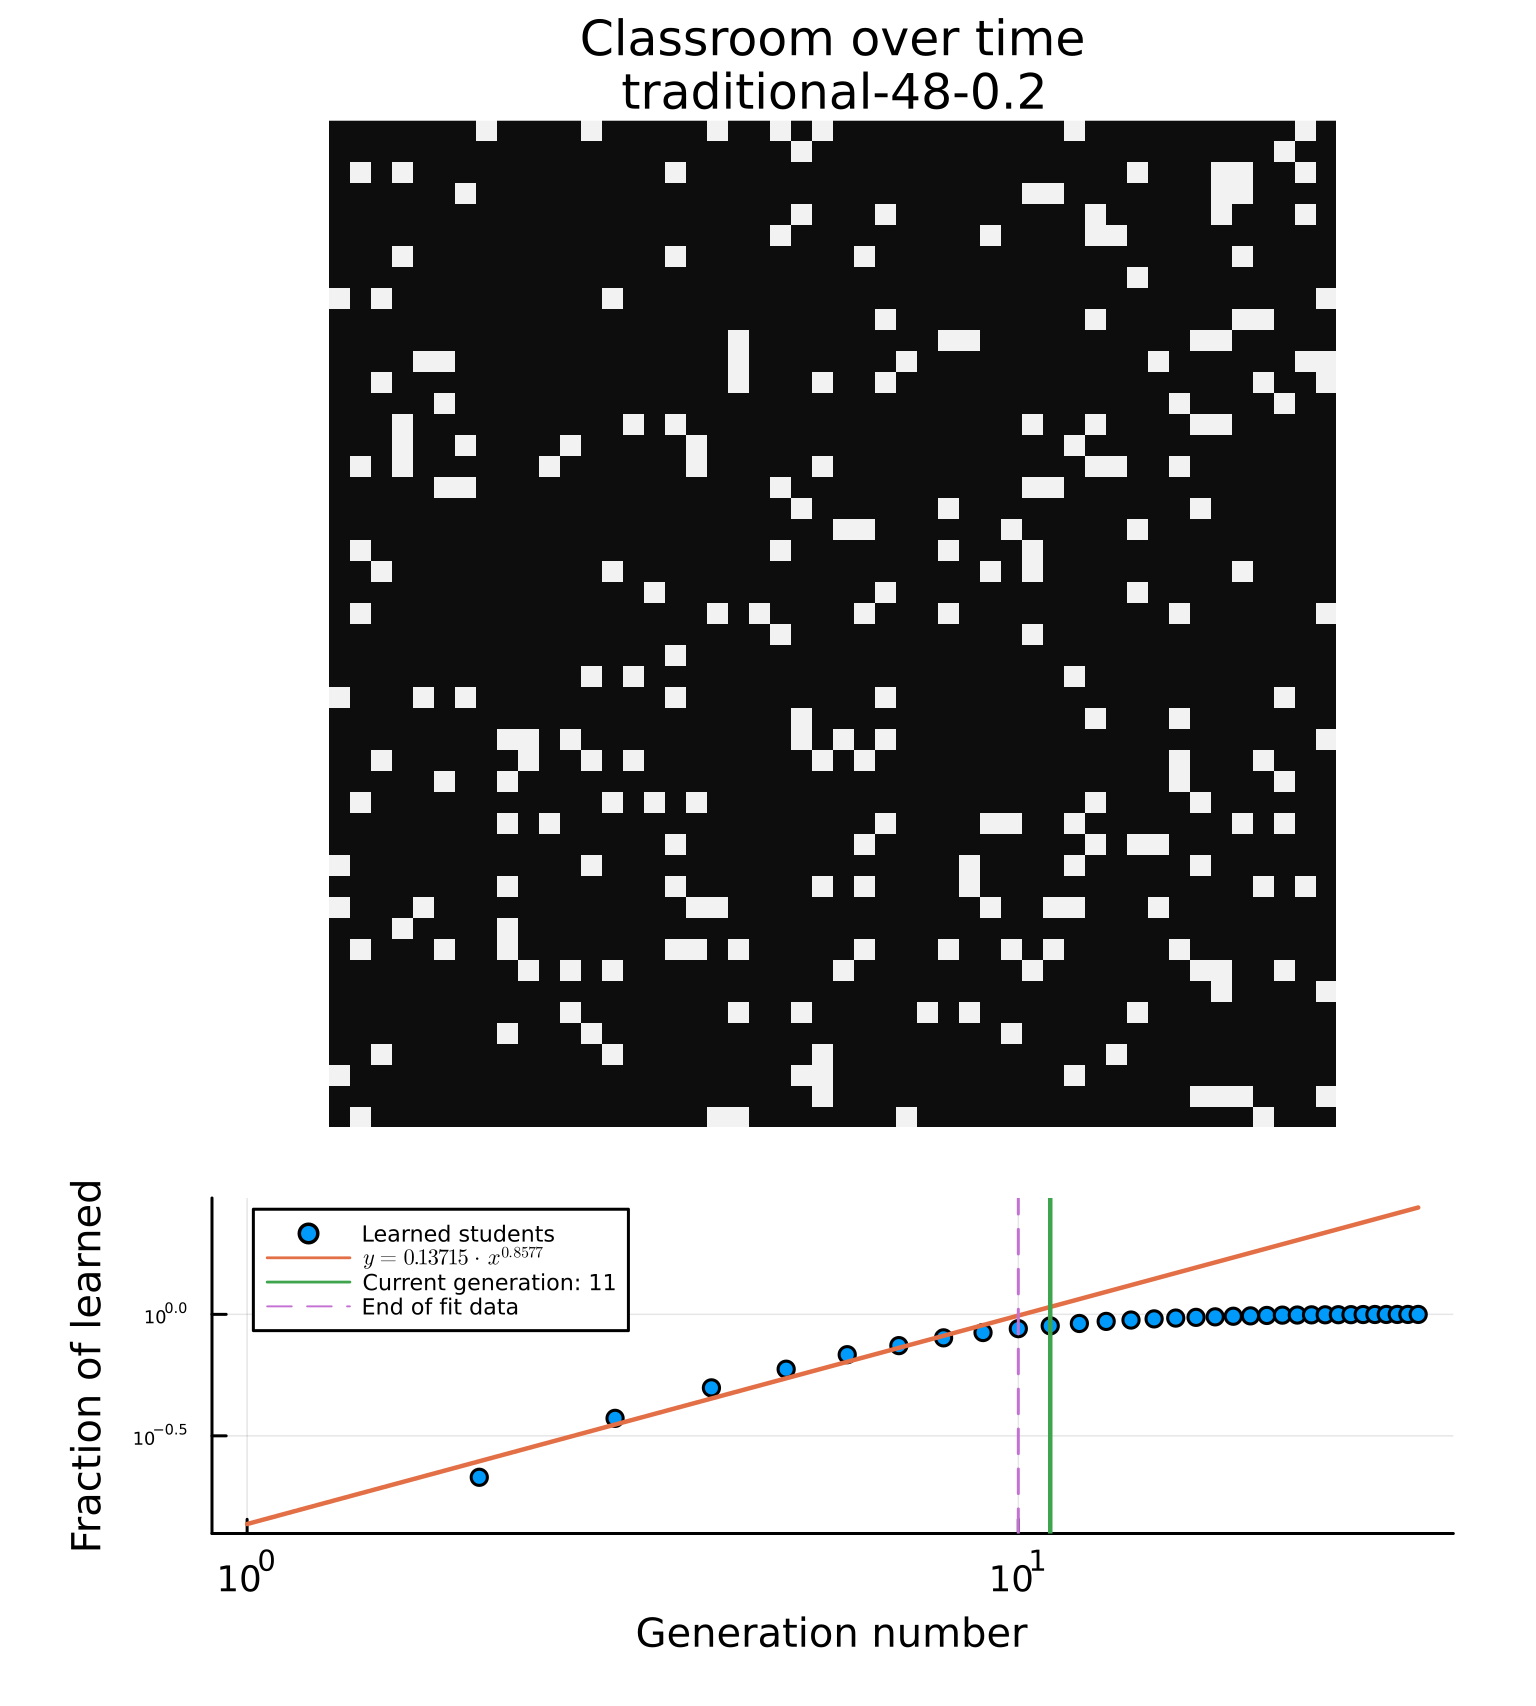 Classroom over time
traditional-48-0.2
Fraction of learned
Learned students
y = 0.13715 · x^0.8577
Current generation: 11
End of fit data
10^0.0
10^−0.5
10^0
10^1
Generation number